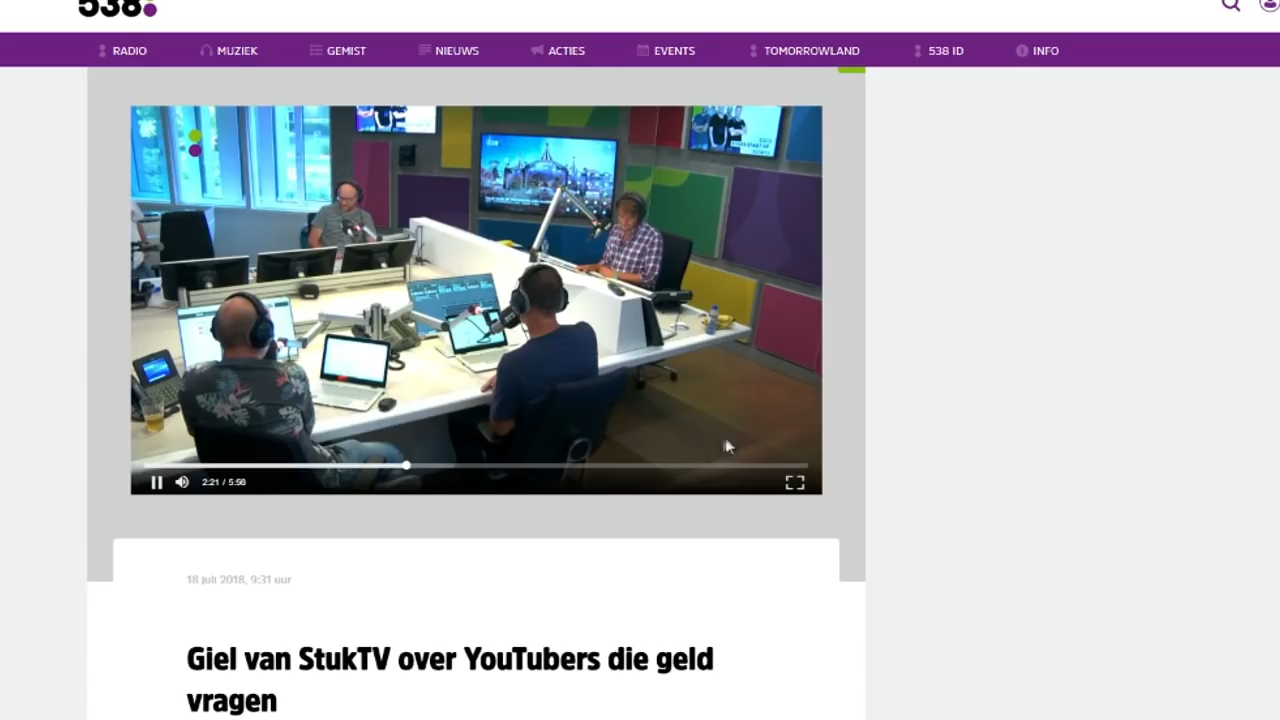 538
RADIO MUZIEK GEMIST NIEUWS ACTIES EVENTS TOMORROWLAND 538 ID INFO
2:21 / 5:56
18 juli 2018, 9:31 uur
Giel van StukTV over YouTubers die geld
vragen